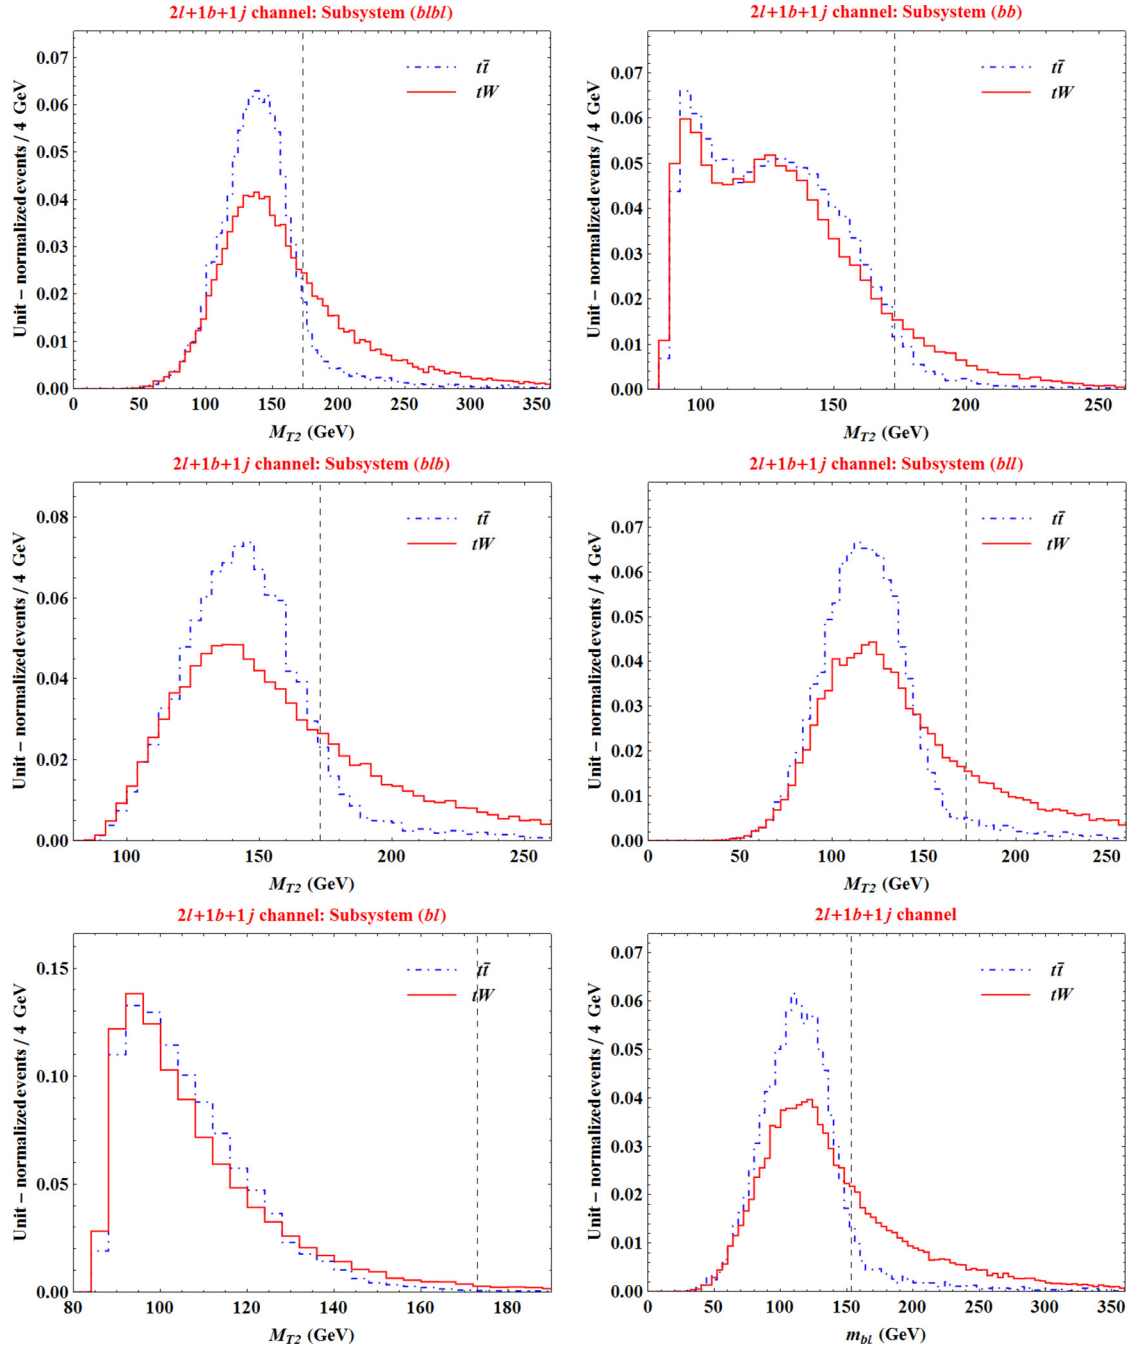 2l+1b+1j channel: Subsystem (blbl)
Unit – normalized events / 4 GeV
0.07
0.06
0.05
0.04
0.03
0.02
0.01
0.00
tt̄
tW
0 50 100 150 200 250 300 350
M_T2 (GeV)
2l+1b+1j channel: Subsystem (bb)
Unit – normalized events / 4 GeV
0.07
0.06
0.05
0.04
0.03
0.02
0.01
0.00
tt̄
tW
100 150 200 250
M_T2 (GeV)
2l+1b+1j channel: Subsystem (blb)
Unit – normalized events / 4 GeV
0.08
0.06
0.04
0.02
0.00
tt̄
tW
100 150 200 250
M_T2 (GeV)
2l+1b+1j channel: Subsystem (bll)
Unit – normalized events / 4 GeV
0.07
0.06
0.05
0.04
0.03
0.02
0.01
0.00
tt̄
tW
0 50 100 150 200 250
M_T2 (GeV)
2l+1b+1j channel: Subsystem (bl)
Unit – normalized events / 4 GeV
0.15
0.10
0.05
0.00
tt̄
tW
80 100 120 140 160 180
M_T2 (GeV)
2l+1b+1j channel
Unit – normalized events / 4 GeV
0.07
0.06
0.05
0.04
0.03
0.02
0.01
0.00
tt̄
tW
0 50 100 150 200 250 300 350
m_bl (GeV)